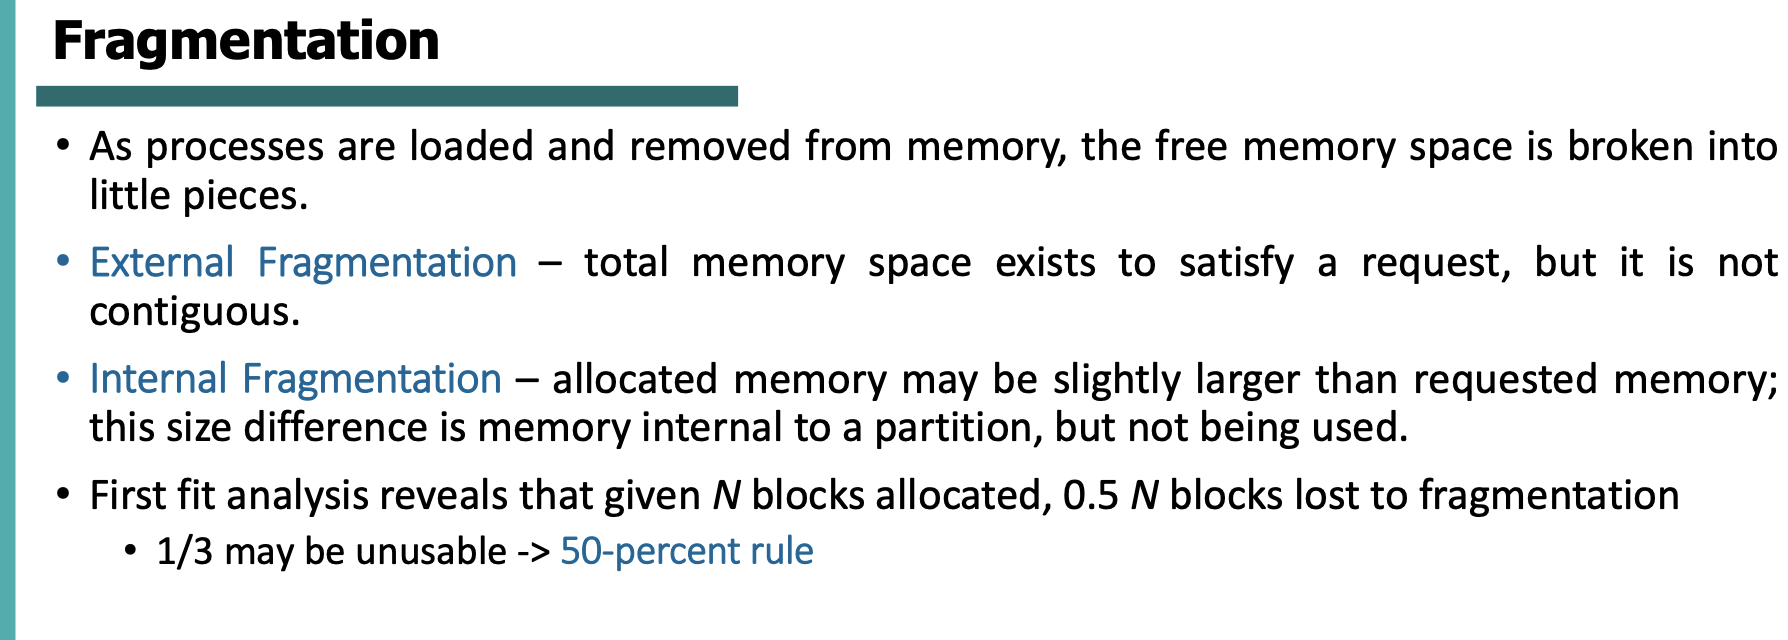 Fragmentation
• As processes are loaded and removed from memory, the free memory space is broken into
little pieces.
• External Fragmentation – total memory space exists to satisfy a request, but it is not
contiguous.
• Internal Fragmentation – allocated memory may be slightly larger than requested memory;
this size difference is memory internal to a partition, but not being used.
• First fit analysis reveals that given N blocks allocated, 0.5 N blocks lost to fragmentation
• 1/3 may be unusable -> 50-percent rule